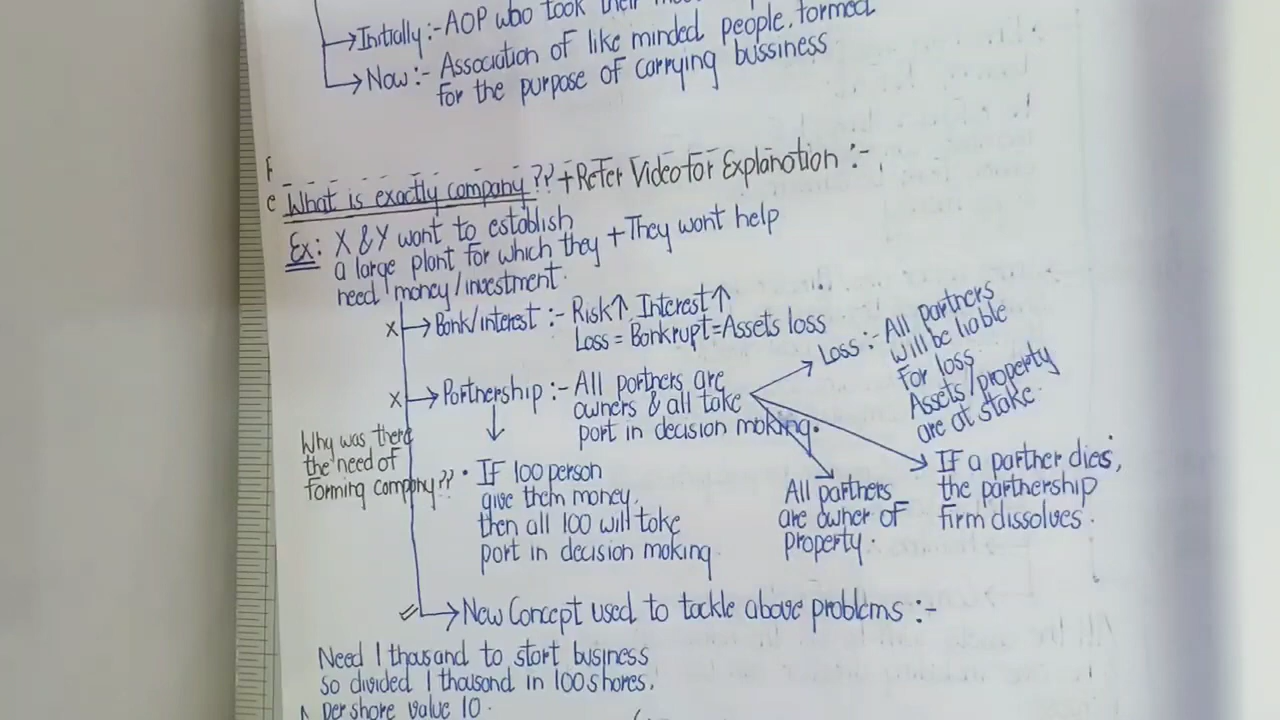 →Initially :- AOP who took their
→Now :- Association of like minded people, formed
for the purpose of carrying bussiness
What is exactly company ?? + Refer Video for Explanation :-
Ex: X & Y want to establish
a large plant for which they + They want help
need money/investment.
x →Bank/interest :- Risk↑ Interest↑
Loss = Bankrupt = Assets loss
x →Partnership :- All partners are
owners & all take
part in decision making.
Loss :- All partners
will be liable
for loss
Assets/property
are at stake.
If a partner dies,
the partnership
firm dissolves.
All partners
are owner of
property.
Why was there
the need of
forming company??
• If 100 person
give them money,
then all 100 will take
part in decision making
→New Concept used to tackle above problems :-
Need 1 thousand to start business
so divided 1 thousand in 100 shares.
Per share value 10.